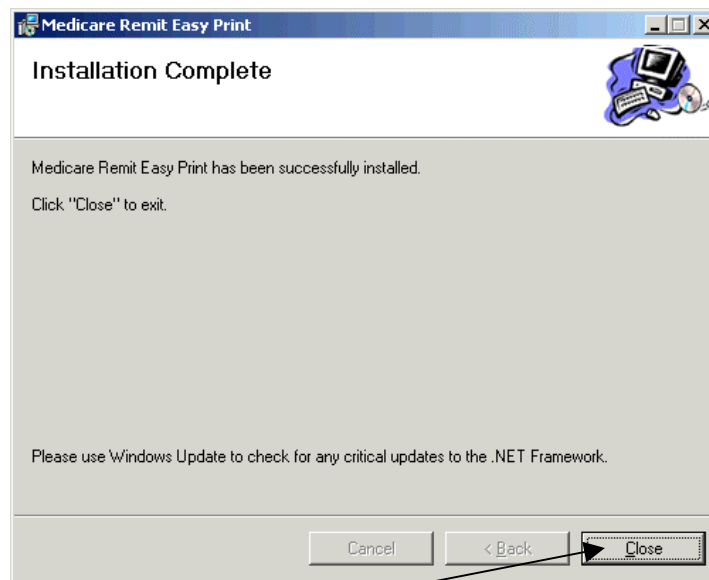 Medicare Remit Easy Print
Installation Complete
Medicare Remit Easy Print has been successfully installed.
Click "Close" to exit.
Please use Windows Update to check for any critical updates to the .NET Framework.
Cancel < Back Close